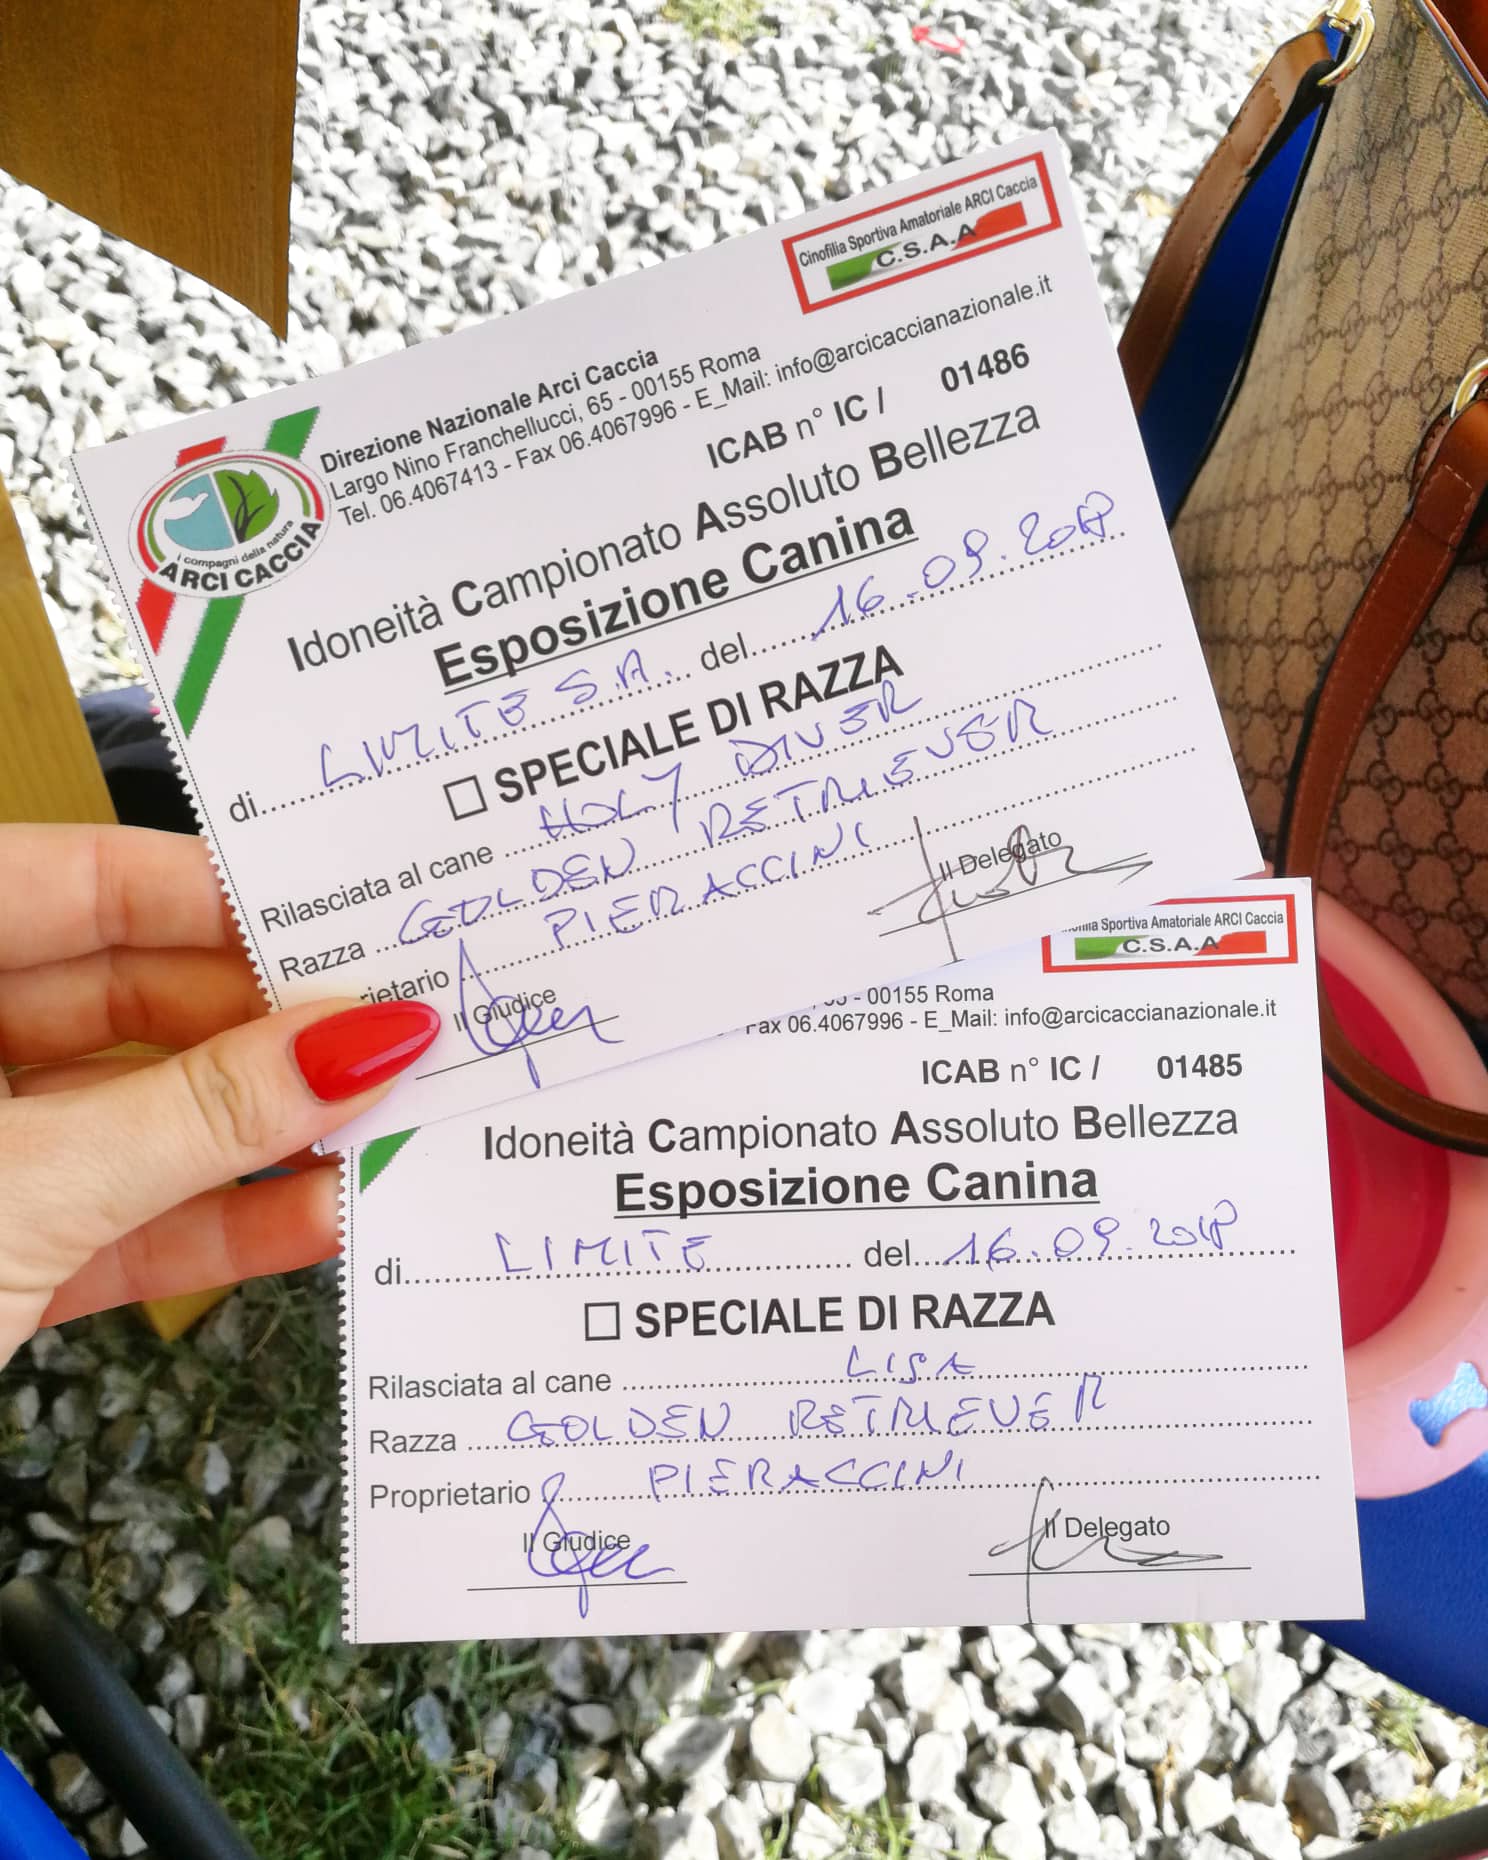 Cinofilia Sportiva Amatoriale ARCI Caccia
C.S.A.A
i compagni della natura
ARCI CACCIA
Direzione Nazionale Arci Caccia
Largo Nino Franchellucci, 65 - 00155 Roma
Tel. 06.4067413 - Fax 06.4067996 - E_Mail: info@arcicaccianazionale.it
ICAB n° IC / 01486
Idoneità Campionato Assoluto Bellezza
Esposizione Canina
di LIMITE S.A. del 16.09.2018
SPECIALE DI RAZZA
Rilasciata al cane HOLY DIVER
Razza GOLDEN RETRIEVER
rietario PIERACCINI
Il Giudice Il Delegato
Sportiva Amatoriale ARCI Caccia
C.S.A.A
- 00155 Roma
Fax 06.4067996 - E_Mail: info@arcicaccianazionale.it
ICAB n° IC / 01485
Idoneità Campionato Assoluto Bellezza
Esposizione Canina
di LIMITE del 16.09.2018
SPECIALE DI RAZZA
Rilasciata al cane LISA
Razza GOLDEN RETRIEVER
Proprietario PIERACCINI
Il Giudice Il Delegato